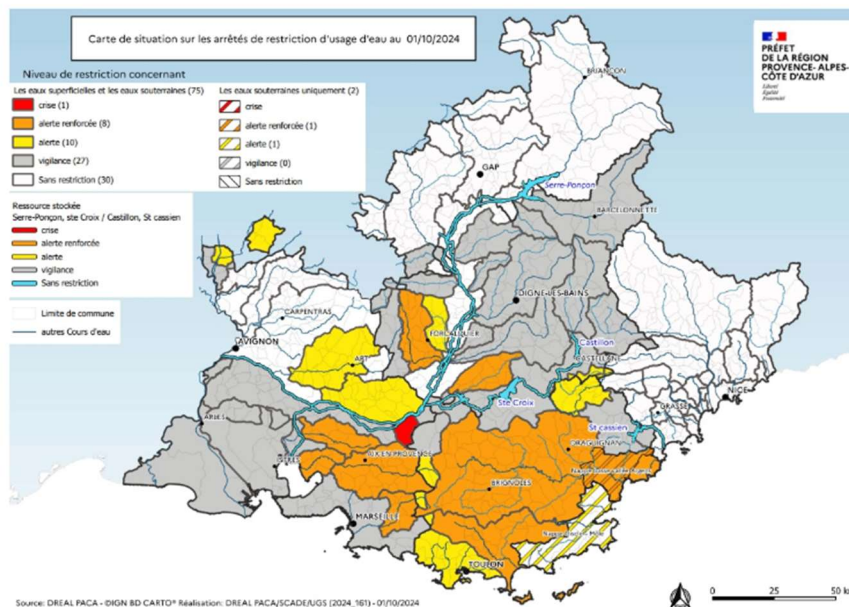 Carte de situation sur les arrêtés de restriction d'usage d'eau au 01/10/2024
PRÉFET
DE LA RÉGION
PROVENCE- ALPES-
CÔTE D'AZUR
Liberté
Égalité
Fraternité
Niveau de restriction concernant
Les eaux superficielles et les eaux souterraines (75)
crise (1)
alerte renforcée (8)
alerte (10)
vigilance (27)
Sans restriction (30)
Les eaux souterraines uniquement (2)
crise
alerte renforcée (1)
alerte (1)
vigilance (0)
Sans restriction
Ressource stockée
Serre-Ponçon, ste Croix / Castillon, St cassien
crise
alerte renforcée
alerte
vigilance
Sans restriction
Limite de commune
autres Cours d'eau
BRIANÇON
GAP
Serre-Ponçon
BARCELONNETTE
DIGNE-LES-BAINS
CARPENTRAS
FORCALQUIER
AVIGNON
APT
Castillon
CASTELLANE
Ste Croix
NICE
GRASSE
St cassien
ARLES
ISTRES
AIX EN PROVENCE
DRAGUIGNAN
BRIGNOLES
MARSEILLE
TOULON
0 25 50 km
Source: DREAL PACA - ©IGN BD CARTO® Réalisation: DREAL PACA/SCADE/UGS (2024_161) - 01/10/2024